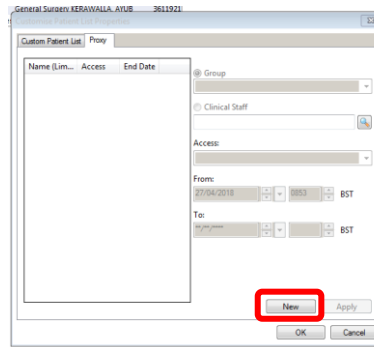 General Surgery KERAWALLA, AYUB 3611921
Customise Patient List Properties
Custom Patient List Proxy
Name (Lim... Access End Date
Group
Clinical Staff
Access:
From:
27/04/2018 0853 BST
To:
**/**/**** BST
New Apply
OK Cancel